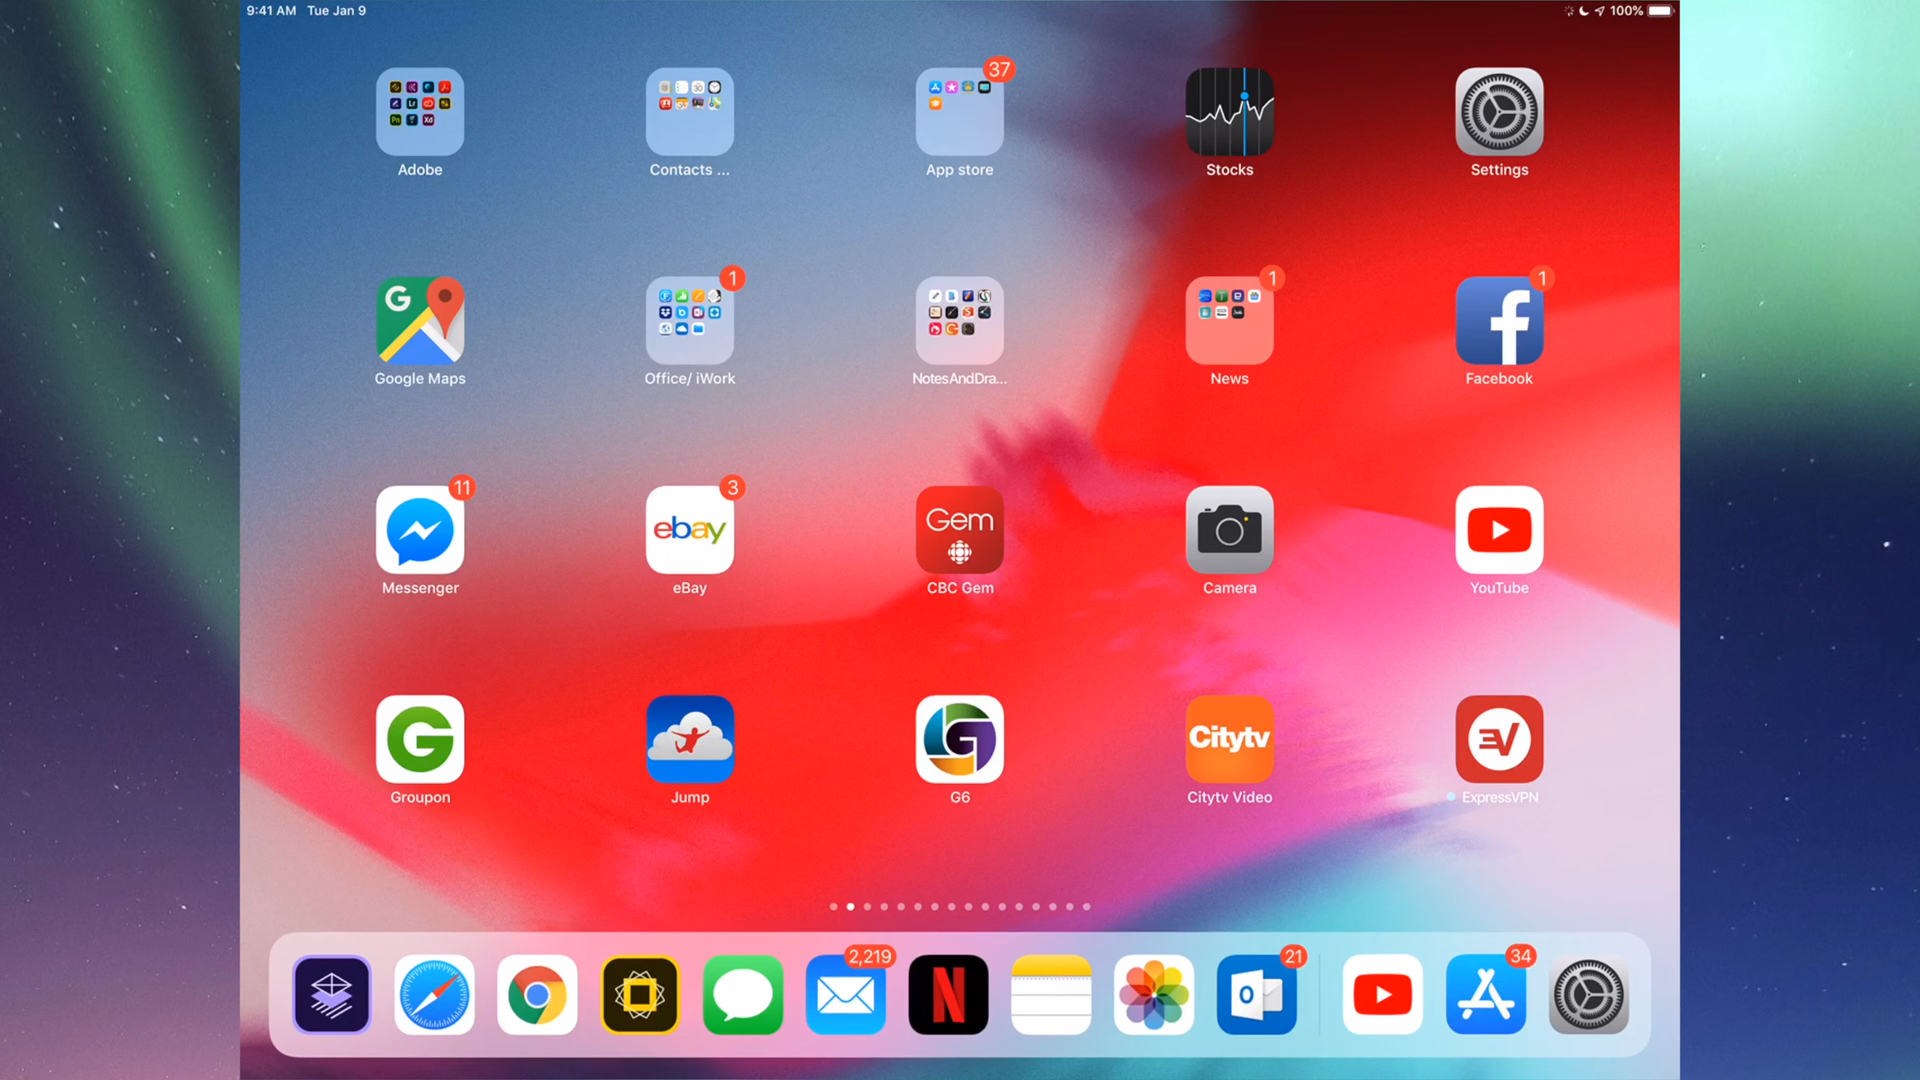 9:41 AM Tue Jan 9
100%
37
Adobe
Contacts ...
App store
Stocks
Settings
1
1
1
Google Maps
Office/ iWork
NotesAndDra...
News
Facebook
11
3
ebay
Gem
Messenger
eBay
CBC Gem
Camera
YouTube
Citytv
Groupon
Jump
G6
Citytv Video
ExpressVPN
2,219
21
34